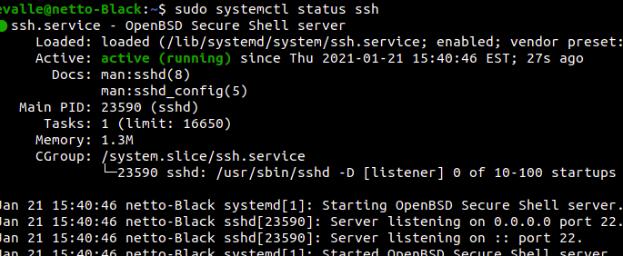 evalle@netto-Black:~$ sudo systemctl status ssh
ssh.service - OpenBSD Secure Shell server
Loaded: loaded (/lib/systemd/system/ssh.service; enabled; vendor preset:
Active: active (running) since Thu 2021-01-21 15:40:46 EST; 27s ago
Docs: man:sshd(8)
man:sshd_config(5)
Main PID: 23590 (sshd)
Tasks: 1 (limit: 16650)
Memory: 1.3M
CGroup: /system.slice/ssh.service
└─23590 sshd: /usr/sbin/sshd -D [listener] 0 of 10-100 startups
Jan 21 15:40:46 netto-Black systemd[1]: Starting OpenBSD Secure Shell server.
Jan 21 15:40:46 netto-Black sshd[23590]: Server listening on 0.0.0.0 port 22.
Jan 21 15:40:46 netto-Black sshd[23590]: Server listening on :: port 22.
Jan 21 15:40:46 netto-Black systemd[1]: Started OpenBSD Secure Shell server.